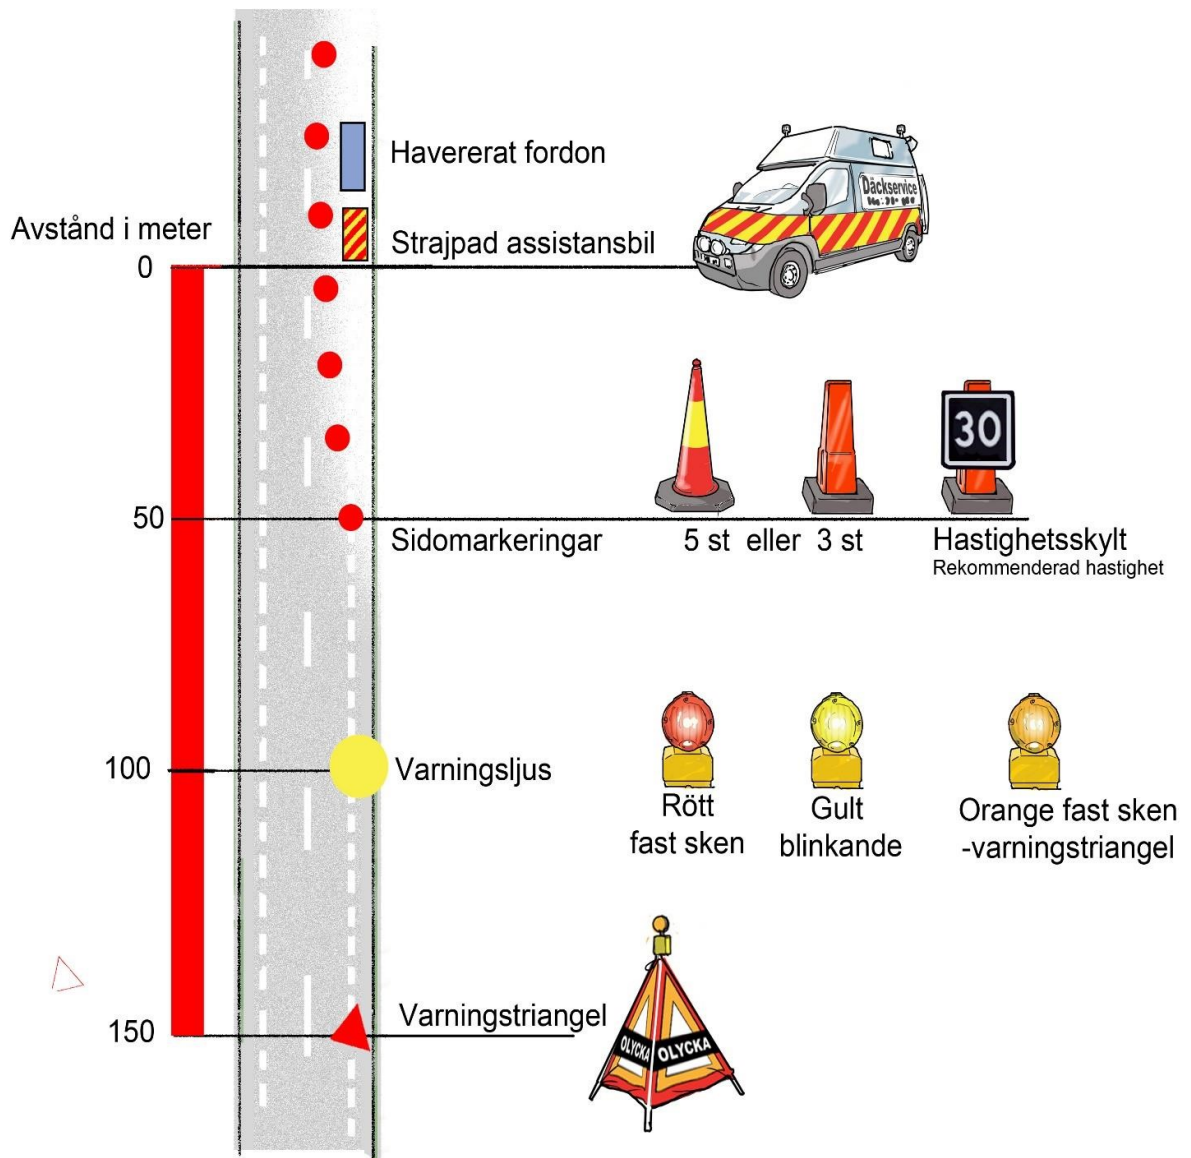 Havererat fordon
Däckservice
Avstånd i meter
Strajpad assistansbil
0
30
50
Sidomarkeringar
5 st eller 3 st
Hastighetsskylt
Rekommenderad hastighet
100
Varningsljus
Rött
fast sken
Gult
blinkande
Orange fast sken
-varningstriangel
150
Varningstriangel
OLYCKA
OLYCKA